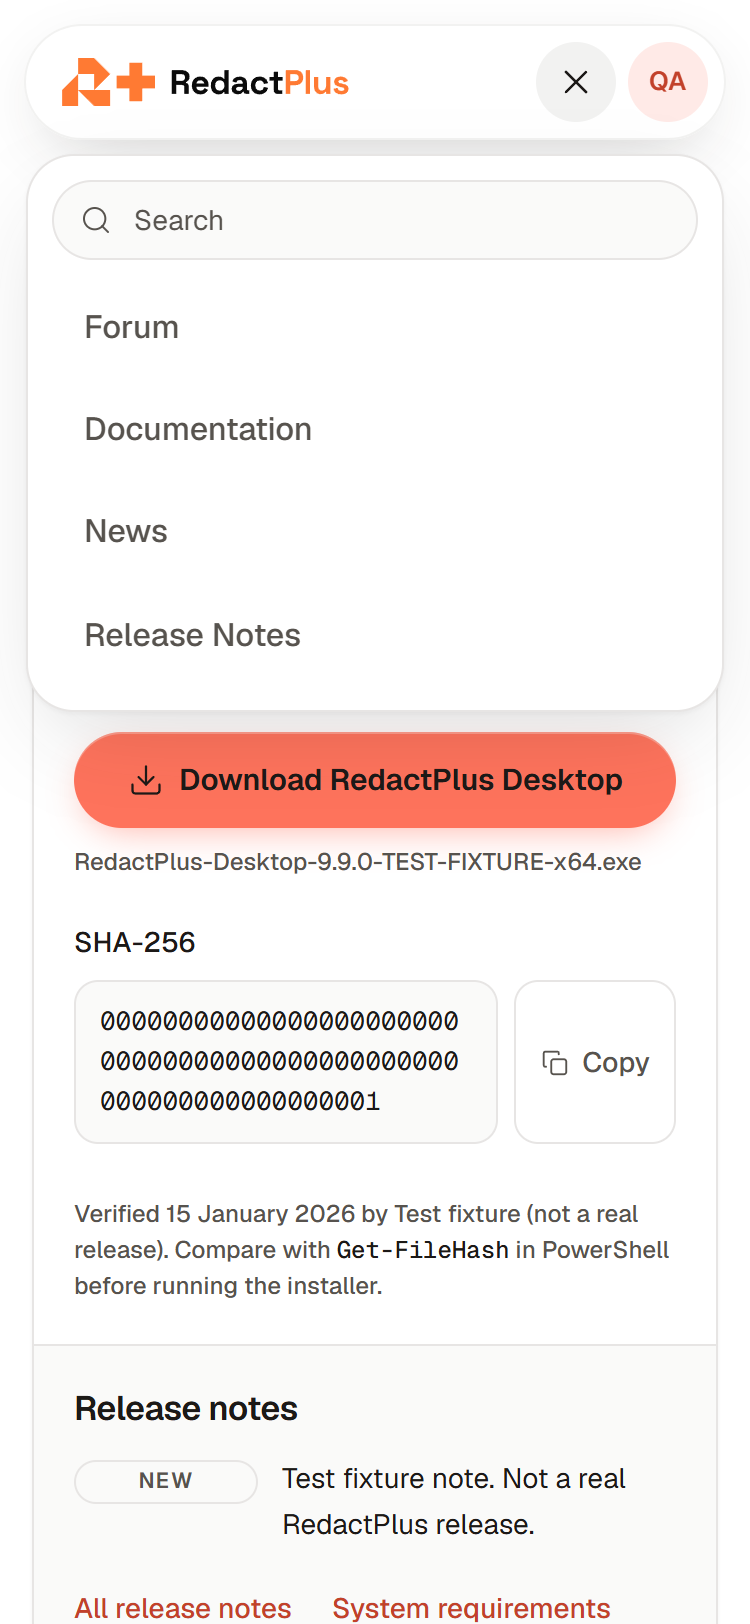 RedactPlus
QA
Search
Forum
Documentation
News
Release Notes
Download RedactPlus Desktop
RedactPlus-Desktop-9.9.0-TEST-FIXTURE-x64.exe
SHA-256
00000000000000000000000
00000000000000000000000
000000000000000001
Copy
Verified 15 January 2026 by Test fixture (not a real
release). Compare with Get-FileHash in PowerShell
before running the installer.
Release notes
NEW
Test fixture note. Not a real
RedactPlus release.
All release notes
System requirements